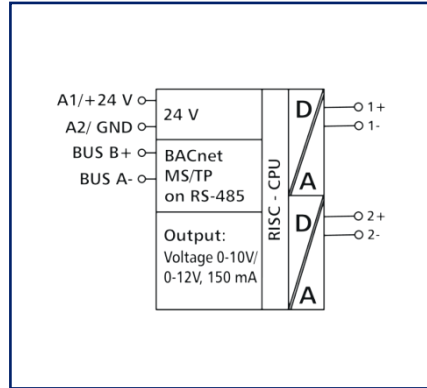 A1/+24 V
A2/ GND
BUS B+
BUS A-
24 V
BACnet
MS/TP
on RS-485
Output:
Voltage 0-10V/
0-12V, 150 mA
RISC - CPU
D
A
D
A
1+
1-
2+
2-